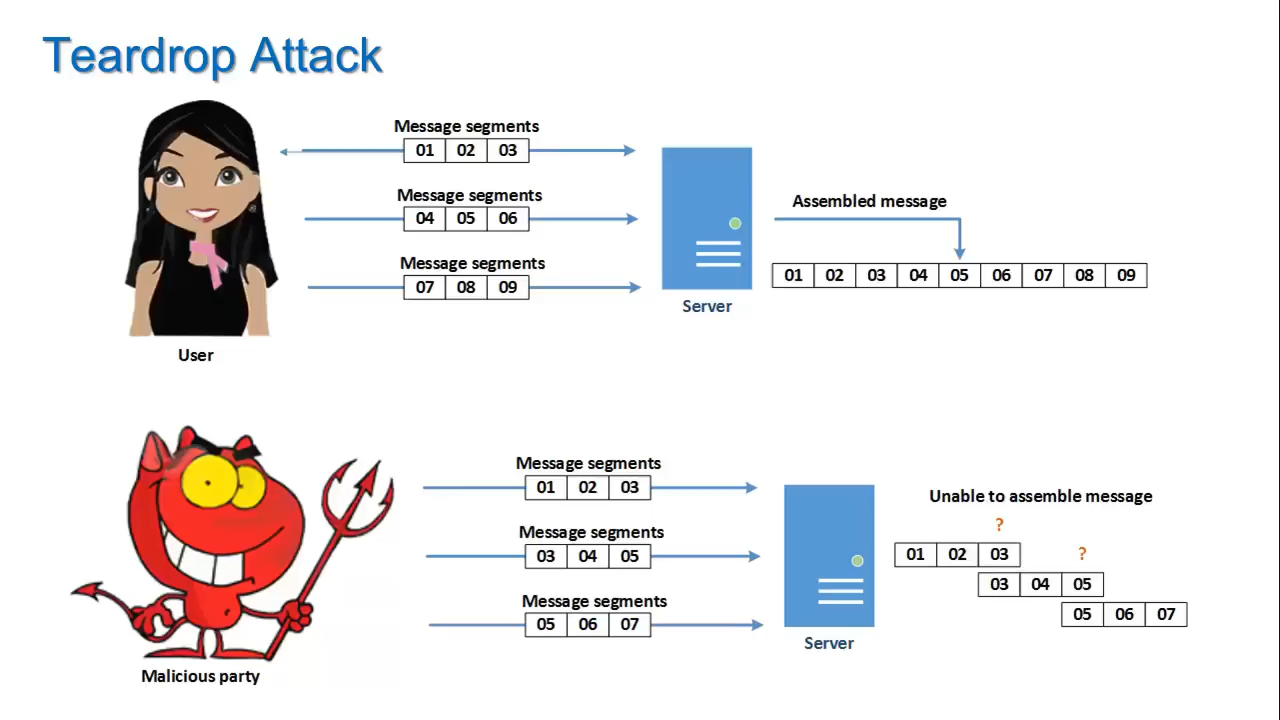 Teardrop Attack
Message segments
01 02 03
Message segments
04 05 06
Message segments
07 08 09
User
Server
Assembled message
01 02 03 04 05 06 07 08 09
Message segments
01 02 03
Message segments
03 04 05
Message segments
05 06 07
Malicious party
Server
Unable to assemble message
?
01 02 03
?
03 04 05
05 06 07